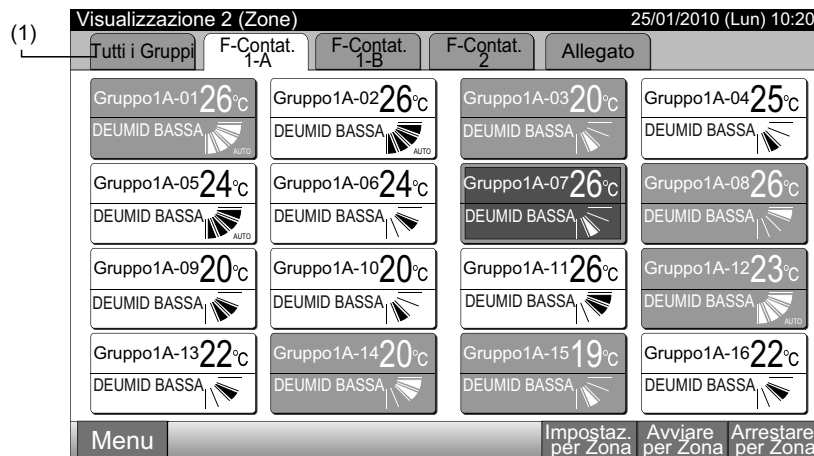 Visualizzazione 2 (Zone) 25/01/2010 (Lun) 10:20
(1)
Tutti i Gruppi
F-Contat.
1-A
F-Contat.
1-B
F-Contat.
2
Allegato
Gruppo1A-01 26°C
DEUMID BASSA
AUTO
Gruppo1A-02 26°C
DEUMID BASSA
AUTO
Gruppo1A-03 20°C
DEUMID BASSA
Gruppo1A-04 25°C
DEUMID BASSA
Gruppo1A-05 24°C
DEUMID BASSA
AUTO
Gruppo1A-06 24°C
DEUMID BASSA
Gruppo1A-07 26°C
DEUMID BASSA
Gruppo1A-08 26°C
DEUMID BASSA
Gruppo1A-09 20°C
DEUMID BASSA
Gruppo1A-10 20°C
DEUMID BASSA
Gruppo1A-11 26°C
DEUMID BASSA
Gruppo1A-12 23°C
DEUMID BASSA
AUTO
Gruppo1A-13 22°C
DEUMID BASSA
Gruppo1A-14 20°C
DEUMID BASSA
Gruppo1A-15 19°C
DEUMID BASSA
Gruppo1A-16 22°C
DEUMID BASSA
Menu
Impostaz.
per Zona
Avviare
per Zona
Arrestare
per Zona